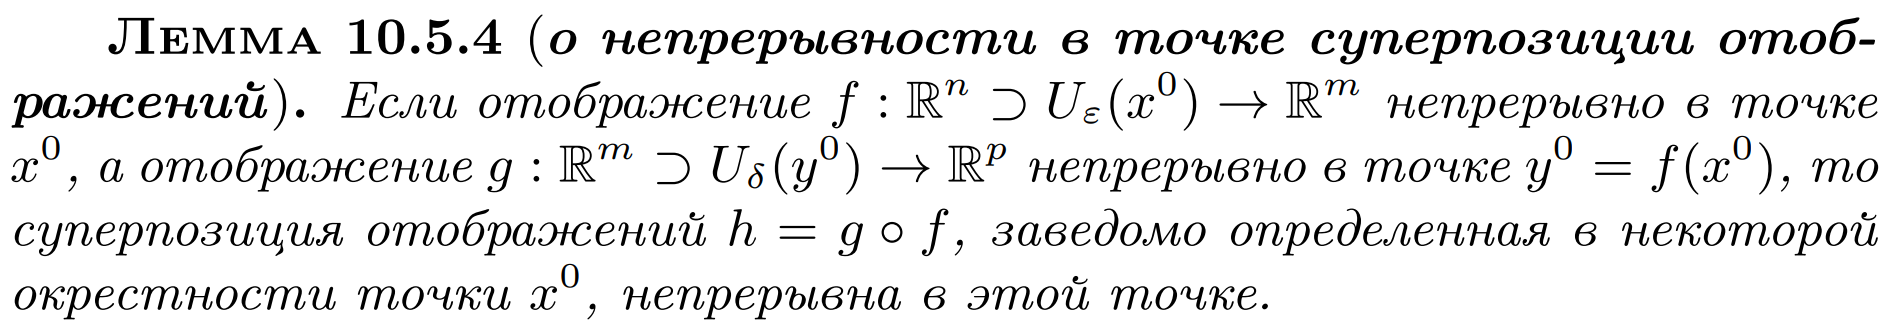 Лемма 10.5.4 (о непрерывности в точке суперпозиции отоб-
ражений). Если отображение f : ℝⁿ ⊃ U_ε(x⁰) → ℝᵐ непрерывно в точке
x⁰, а отображение g : ℝᵐ ⊃ U_δ(y⁰) → ℝᵖ непрерывно в точке y⁰ = f(x⁰), то
суперпозиция отображений h = g ∘ f, заведомо определенная в некоторой
окрестности точки x⁰, непрерывна в этой точке.